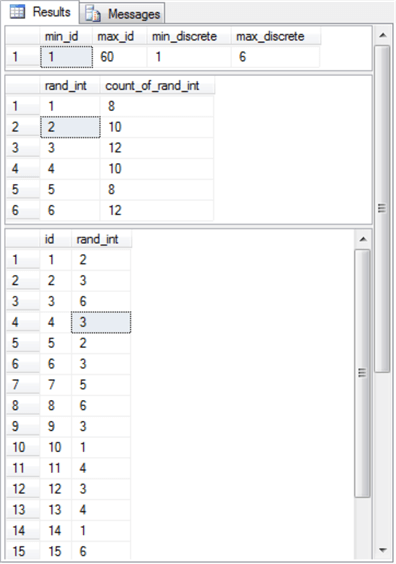 Results Messages
min_id max_id min_discrete max_discrete
1 1 60 1 6
rand_int count_of_rand_int
1 1 8
2 2 10
3 3 12
4 4 10
5 5 8
6 6 12
id rand_int
1 1 2
2 2 3
3 3 6
4 4 3
5 5 2
6 6 3
7 7 5
8 8 6
9 9 3
10 10 1
11 11 4
12 12 3
13 13 4
14 14 1
15 15 6